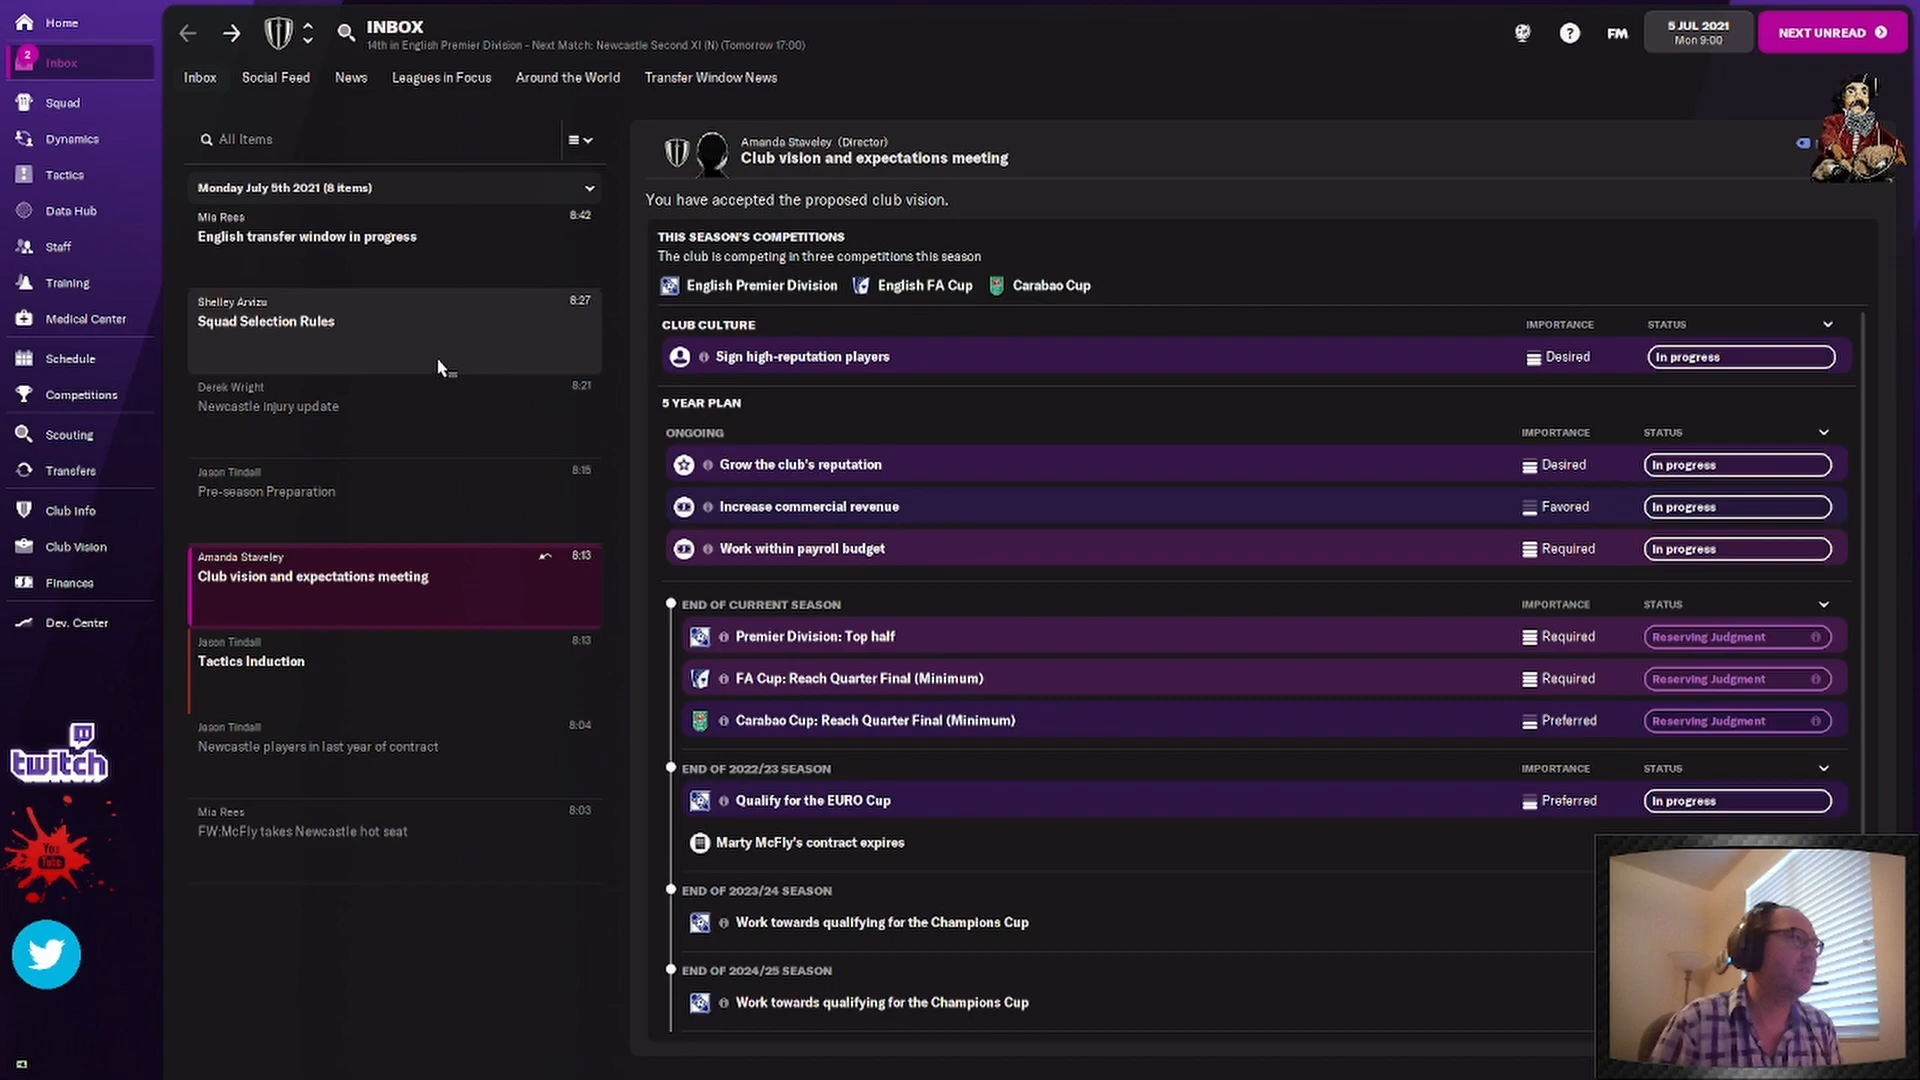 Home
2
Inbox
Squad
Dynamics
Tactics
Data Hub
Staff
Training
Medical Center
Schedule
Competitions
Scouting
Transfers
Club Info
Club Vision
Finances
Dev. Center
twitch
You
Tube
INBOX
14th in English Premier Division - Next Match: Newcastle Second XI (N) (Tomorrow 17:00)
FM
5 JUL 2021
Mon 9:00
NEXT UNREAD
Inbox
Social Feed
News
Leagues in Focus
Around the World
Transfer Window News
All Items
Monday July 5th 2021 (8 items)
Mia Rees 8:42
English transfer window in progress
Shelley Arvizu 8:27
Squad Selection Rules
Derek Wright 8:21
Newcastle injury update
Jason Tindall 8:15
Pre-season Preparation
Amanda Staveley 8:13
Club vision and expectations meeting
Jason Tindall 8:13
Tactics Induction
Jason Tindall 8:04
Newcastle players in last year of contract
Mia Rees 8:03
FW:McFly takes Newcastle hot seat
Amanda Staveley (Director)
Club vision and expectations meeting
You have accepted the proposed club vision.
THIS SEASON'S COMPETITIONS
The club is competing in three competitions this season
English Premier Division English FA Cup Carabao Cup
CLUB CULTURE IMPORTANCE STATUS
Sign high-reputation players Desired In progress
5 YEAR PLAN
ONGOING IMPORTANCE STATUS
Grow the club's reputation Desired In progress
Increase commercial revenue Favored In progress
Work within payroll budget Required In progress
END OF CURRENT SEASON IMPORTANCE STATUS
Premier Division: Top half Required Reserving Judgment
FA Cup: Reach Quarter Final (Minimum) Required Reserving Judgment
Carabao Cup: Reach Quarter Final (Minimum) Preferred Reserving Judgment
END OF 2022/23 SEASON IMPORTANCE STATUS
Qualify for the EURO Cup Preferred In progress
Marty McFly's contract expires
END OF 2023/24 SEASON
Work towards qualifying for the Champions Cup
END OF 2024/25 SEASON
Work towards qualifying for the Champions Cup